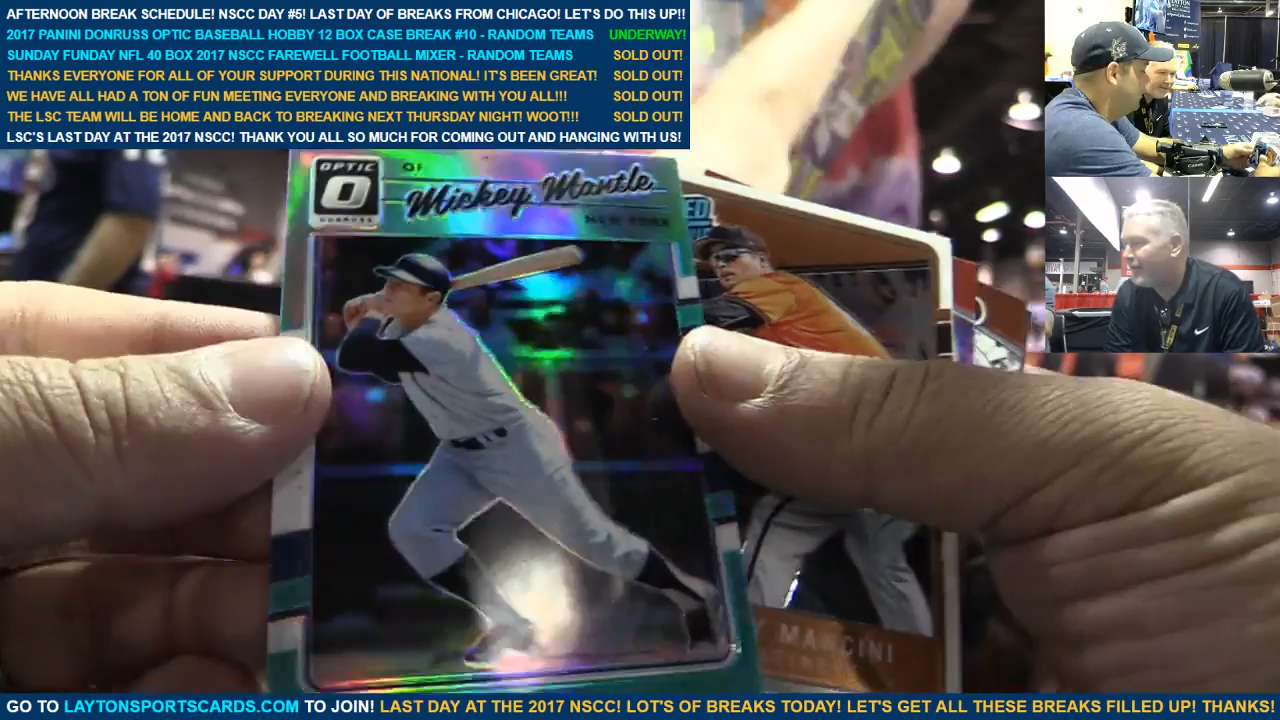 AFTERNOON BREAK SCHEDULE! NSCC DAY #5! LAST DAY OF BREAKS FROM CHICAGO! LET'S DO THIS UP!!
2017 PANINI DONRUSS OPTIC BASEBALL HOBBY 12 BOX CASE BREAK #10 - RANDOM TEAMS UNDERWAY!
SUNDAY FUNDAY NFL 40 BOX 2017 NSCC FAREWELL FOOTBALL MIXER - RANDOM TEAMS SOLD OUT!
THANKS EVERYONE FOR ALL OF YOUR SUPPORT DURING THIS NATIONAL! IT'S BEEN GREAT! SOLD OUT!
WE HAVE ALL HAD A TON OF FUN MEETING EVERYONE AND BREAKING WITH YOU ALL!!! SOLD OUT!
THE LSC TEAM WILL BE HOME AND BACK TO BREAKING NEXT THURSDAY NIGHT! WOOT!!! SOLD OUT!
LSC'S LAST DAY AT THE 2017 NSCC! THANK YOU ALL SO MUCH FOR COMING OUT AND HANGING WITH US!
OPTIC
O
DONRUSS
OF
Mickey Mantle
NEW YORK
MANCINI
GO TO LAYTONSPORTSCARDS.COM TO JOIN! LAST DAY AT THE 2017 NSCC! LOT'S OF BREAKS TODAY! LET'S GET ALL THESE BREAKS FILLED UP! THANKS!